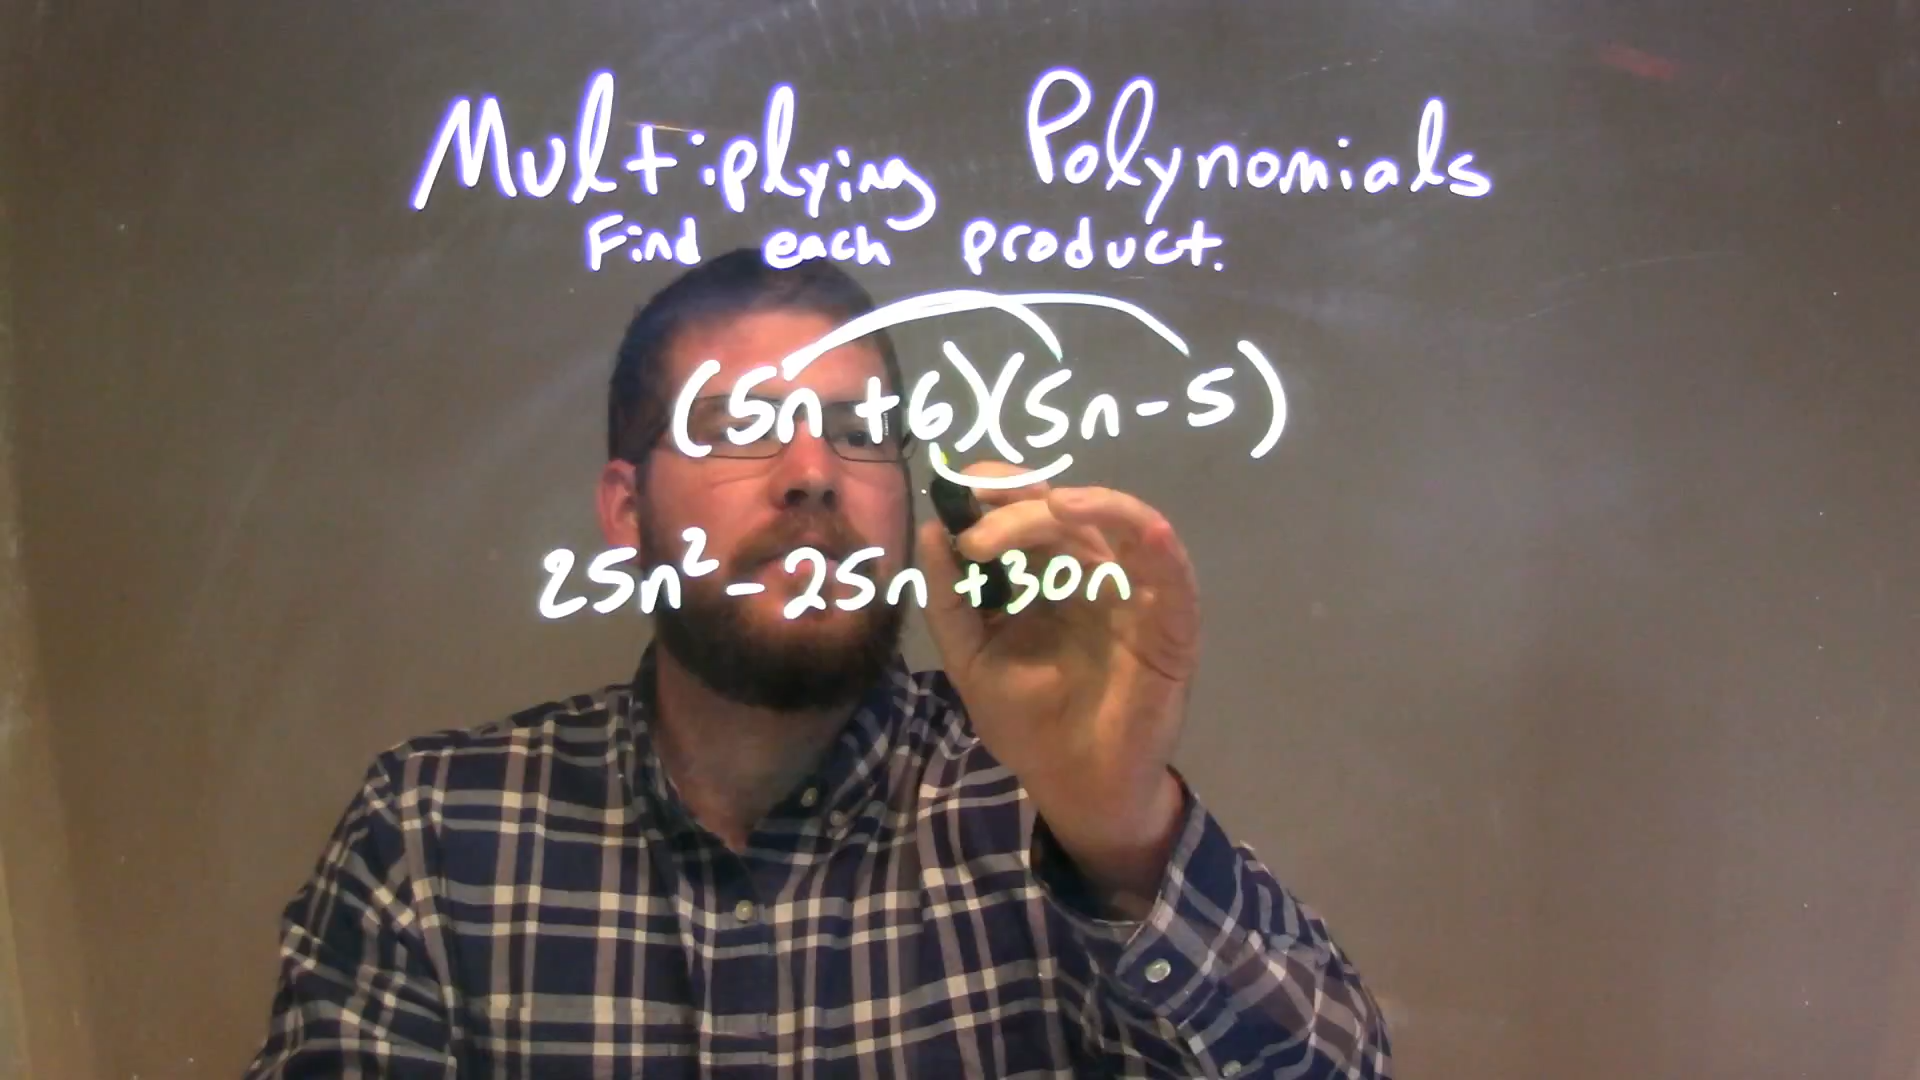 Multiplying Polynomials
Find each product.
(5n+6)(5n-5)
25n²-25n+30n